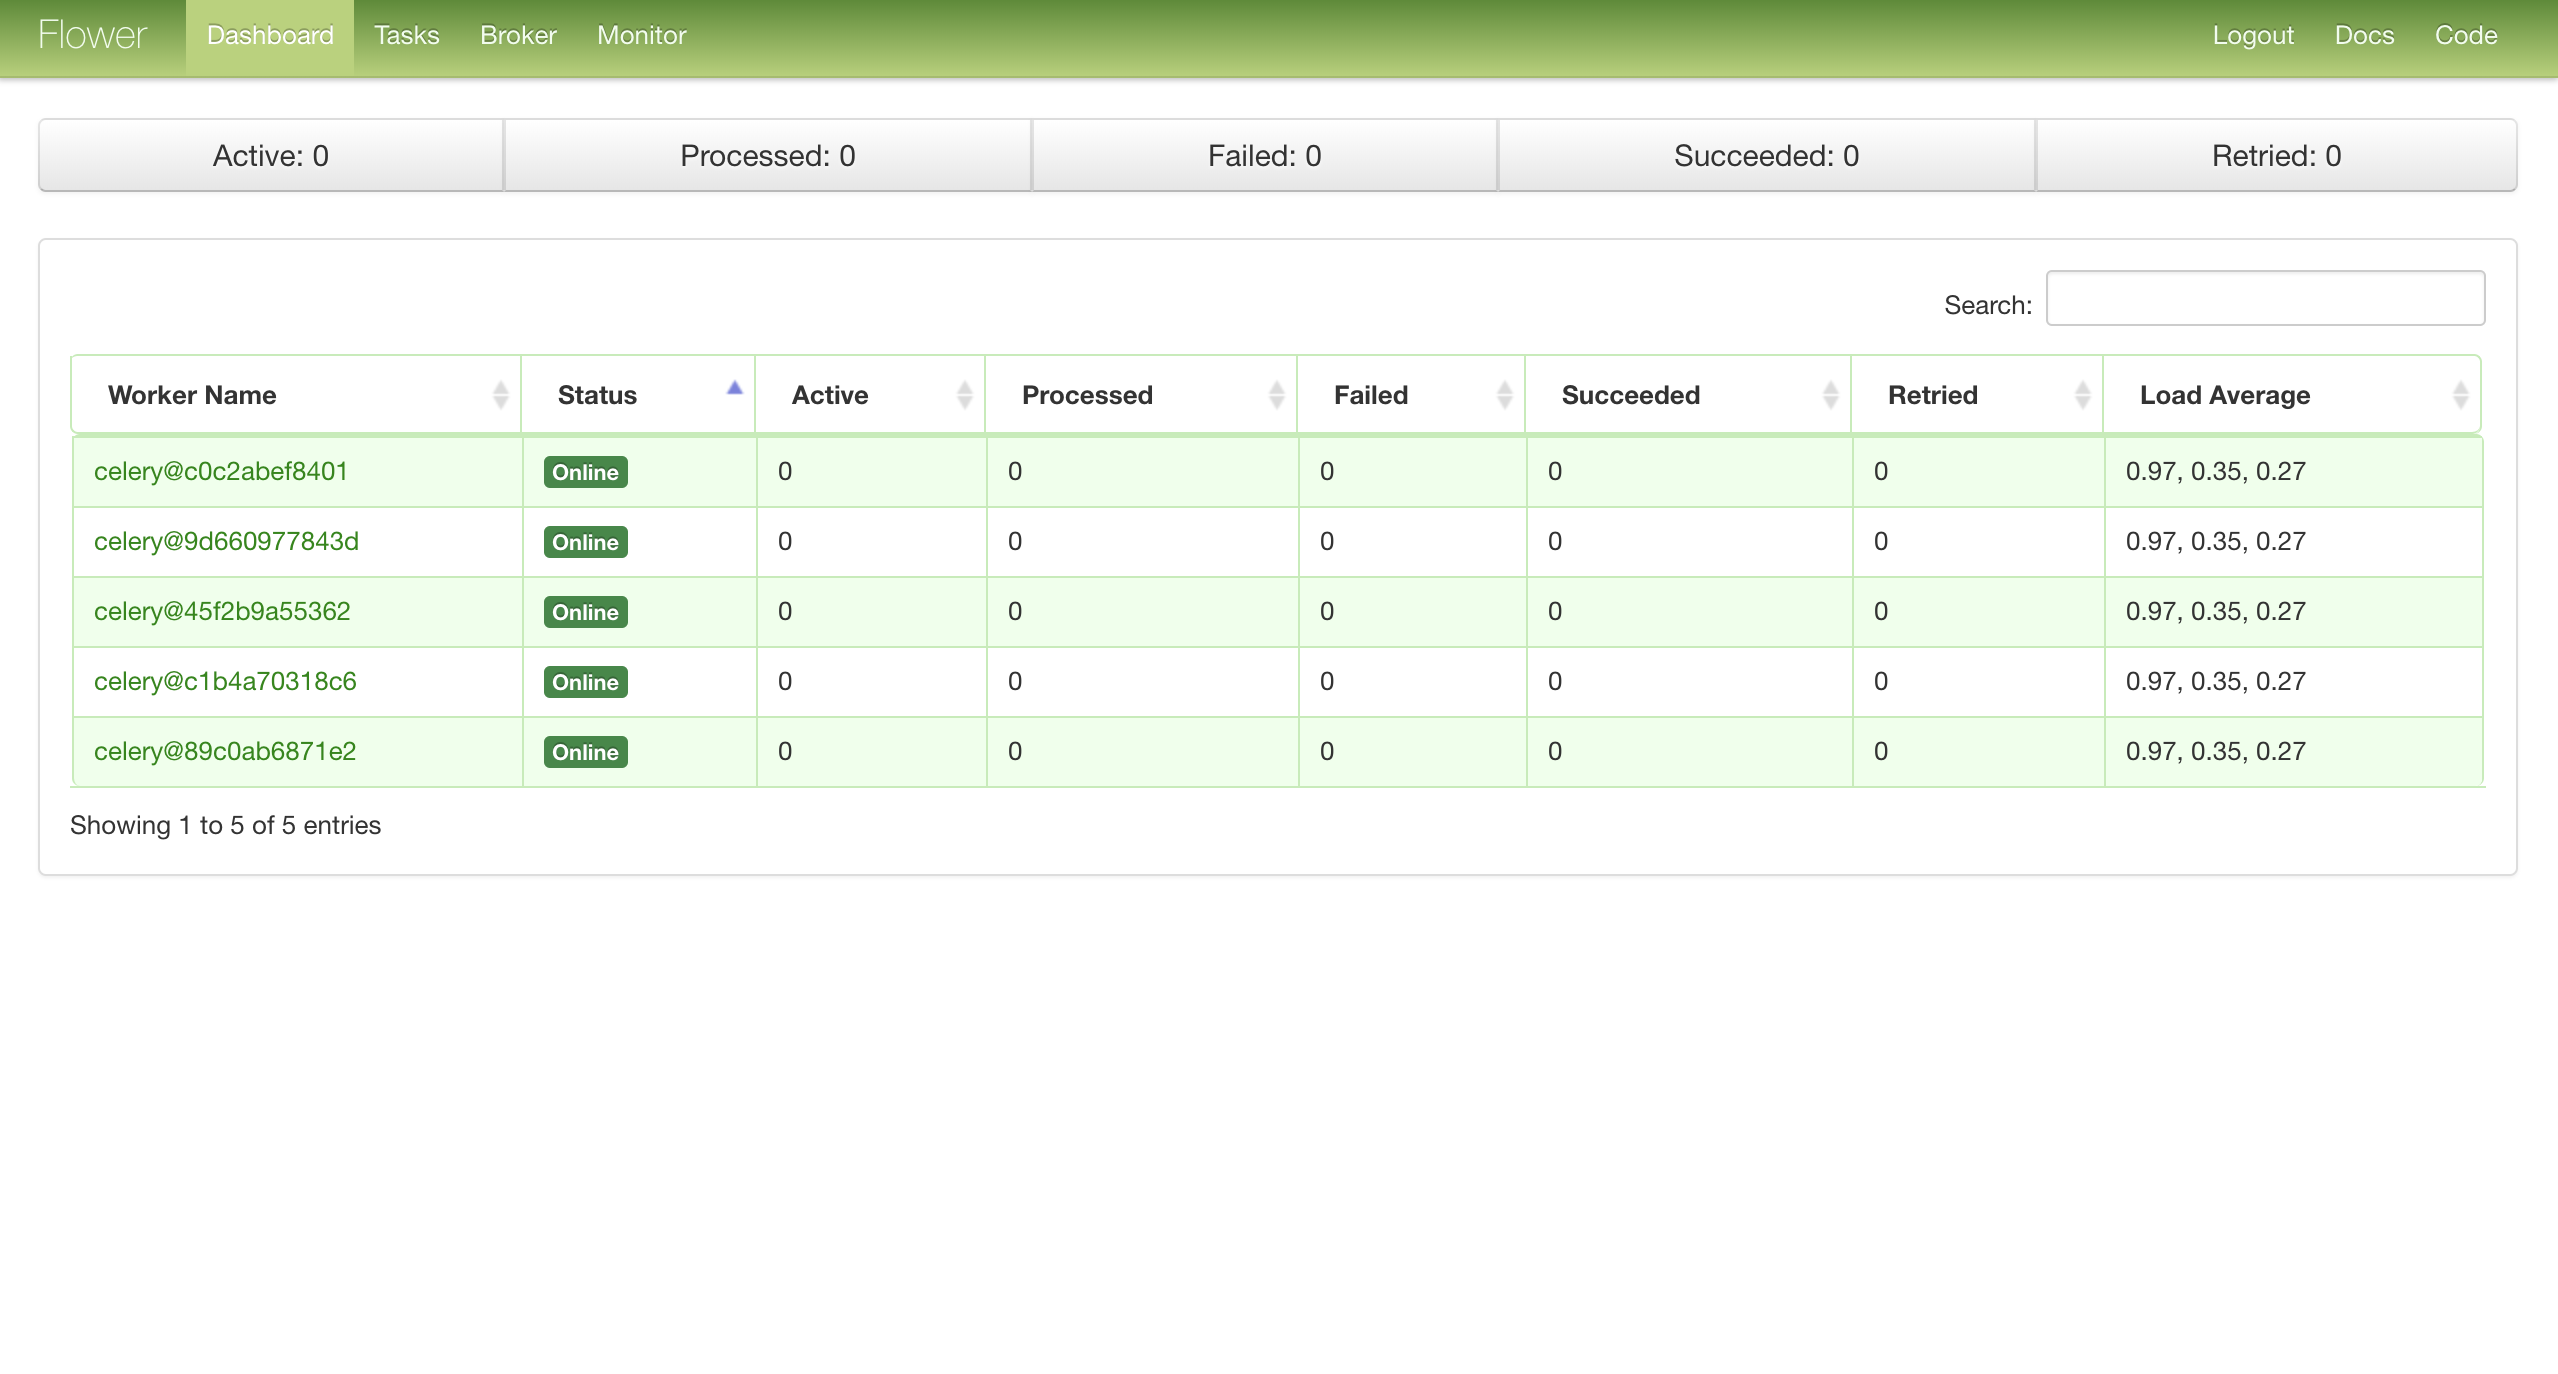 Flower Dashboard Tasks Broker Monitor Logout Docs Code
Active: 0 Processed: 0 Failed: 0 Succeeded: 0 Retried: 0
Search:
Worker Name Status Active Processed Failed Succeeded Retried Load Average
celery@c0c2abef8401 Online 0 0 0 0 0 0.97, 0.35, 0.27
celery@9d660977843d Online 0 0 0 0 0 0.97, 0.35, 0.27
celery@45f2b9a55362 Online 0 0 0 0 0 0.97, 0.35, 0.27
celery@c1b4a70318c6 Online 0 0 0 0 0 0.97, 0.35, 0.27
celery@89c0ab6871e2 Online 0 0 0 0 0 0.97, 0.35, 0.27
Showing 1 to 5 of 5 entries